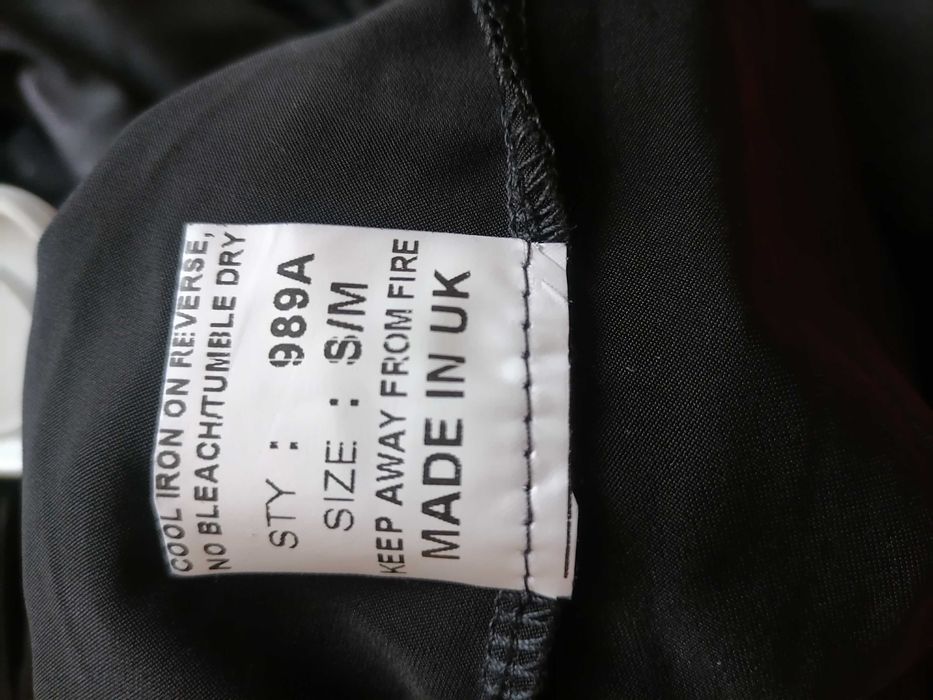 COOL IRON ON REVERSE,
NO BLEACH/TUMBLE DRY
STY : 989A
SIZE : S/M
KEEP AWAY FROM FIRE
MADE IN UK